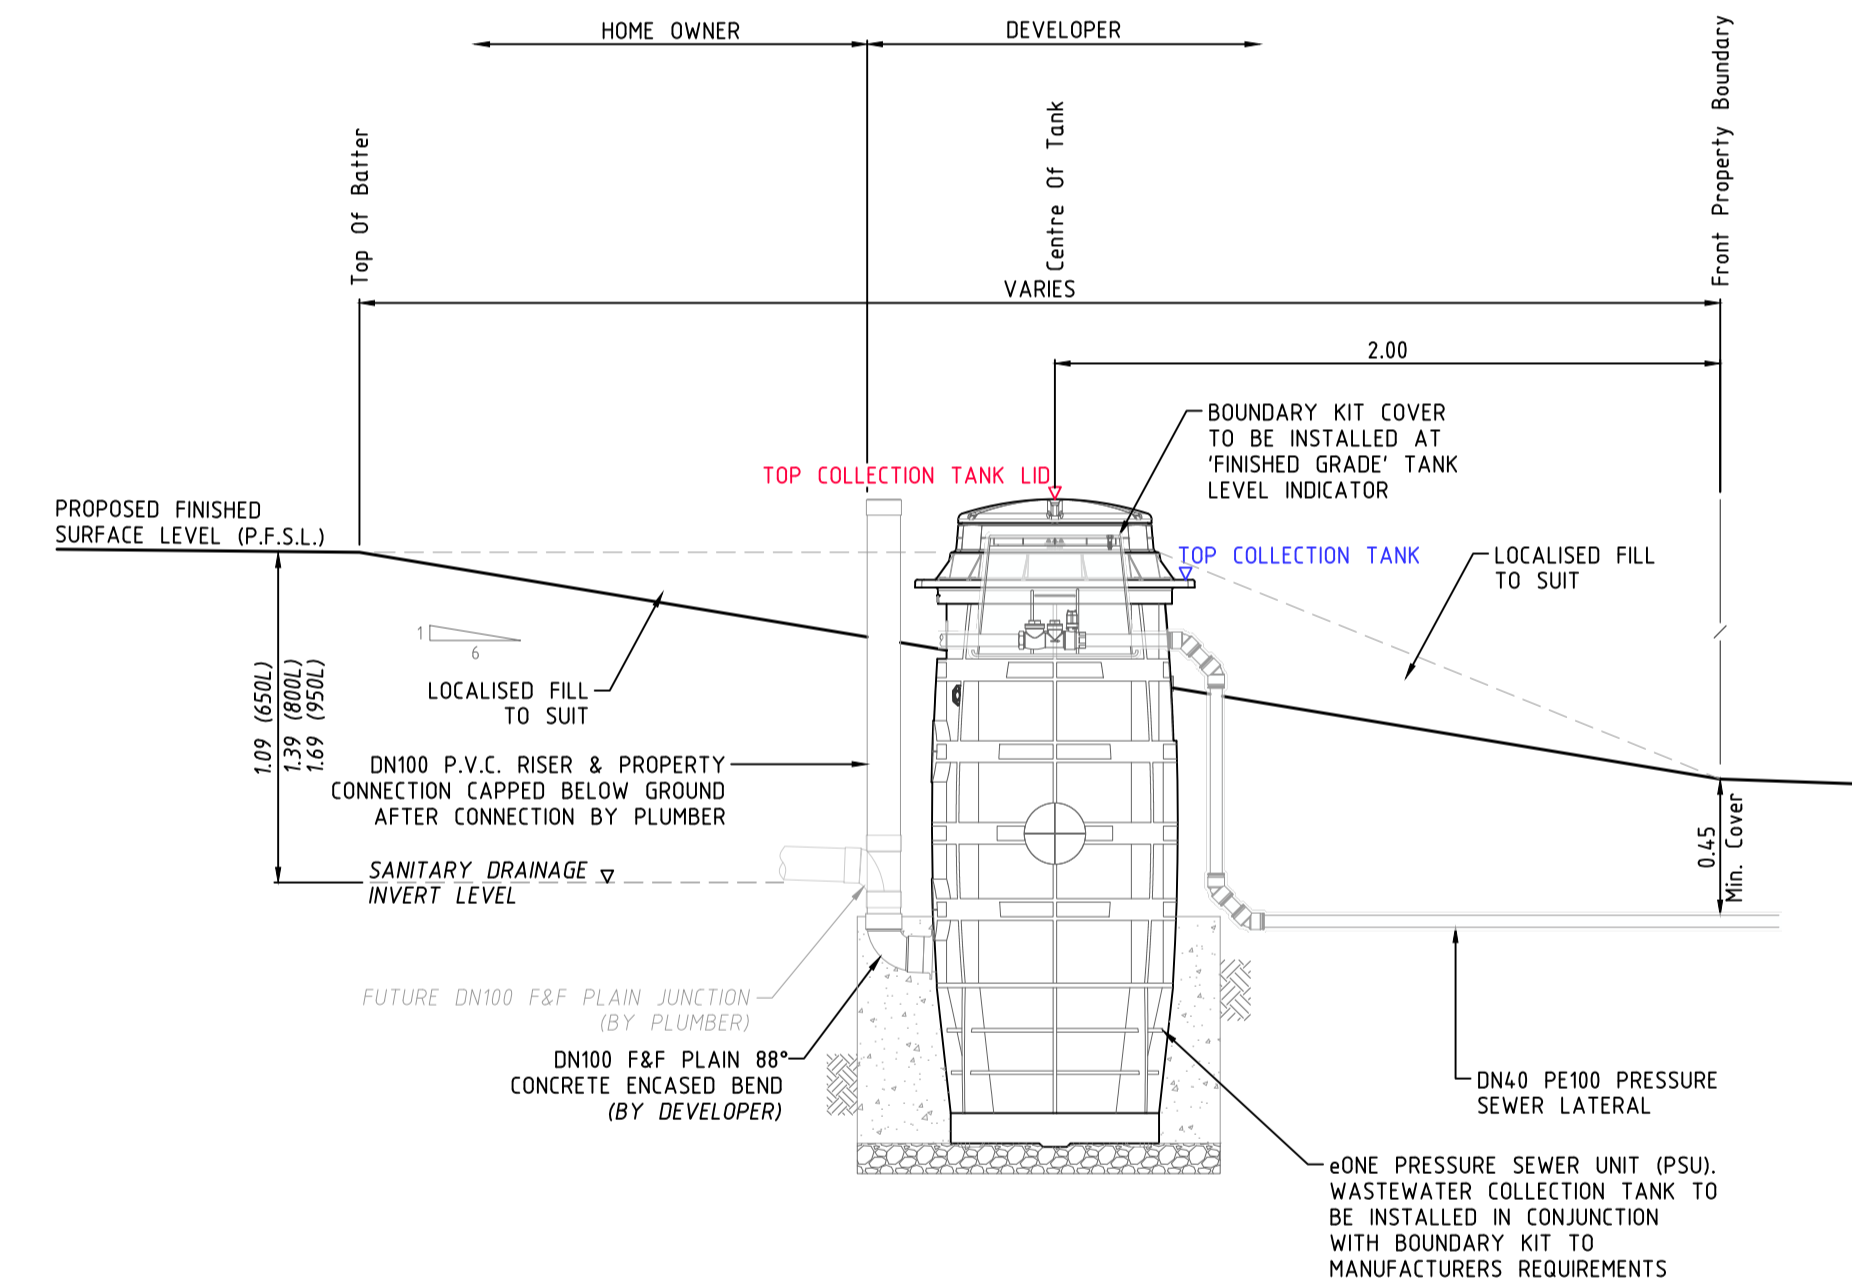 HOME OWNER
DEVELOPER
Top Of Batter
Centre Of Tank
Front Property Boundary
VARIES
2.00
BOUNDARY KIT COVER
TO BE INSTALLED AT
'FINISHED GRADE' TANK
LEVEL INDICATOR
TOP COLLECTION TANK LID
PROPOSED FINISHED
SURFACE LEVEL (P.F.S.L.)
TOP COLLECTION TANK
LOCALISED FILL
TO SUIT
1
6
1.09 (650L)
1.39 (800L)
1.69 (950L)
LOCALISED FILL
TO SUIT
DN100 P.V.C. RISER & PROPERTY
CONNECTION CAPPED BELOW GROUND
AFTER CONNECTION BY PLUMBER
0.45
Min. Cover
SANITARY DRAINAGE
INVERT LEVEL
FUTURE DN100 F&F PLAIN JUNCTION
(BY PLUMBER)
DN100 F&F PLAIN 88°
CONCRETE ENCASED BEND
(BY DEVELOPER)
DN40 PE100 PRESSURE
SEWER LATERAL
eONE PRESSURE SEWER UNIT (PSU).
WASTEWATER COLLECTION TANK TO
BE INSTALLED IN CONJUNCTION
WITH BOUNDARY KIT TO
MANUFACTURERS REQUIREMENTS